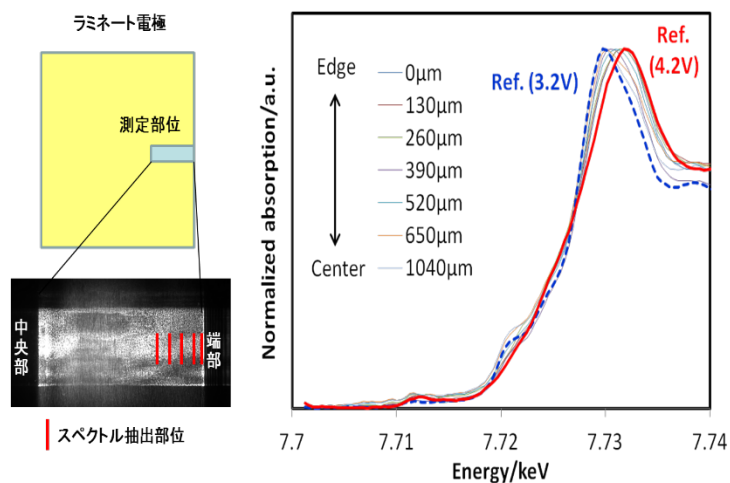 ラミネート電極
測定部位
中央部
端部
スペクトル抽出部位
Normalized absorption/a.u.
Edge
Center
0μm
130μm
260μm
390μm
520μm
650μm
1040μm
Ref. (3.2V)
Ref.
(4.2V)
7.7
7.71
7.72
7.73
7.74
Energy/keV